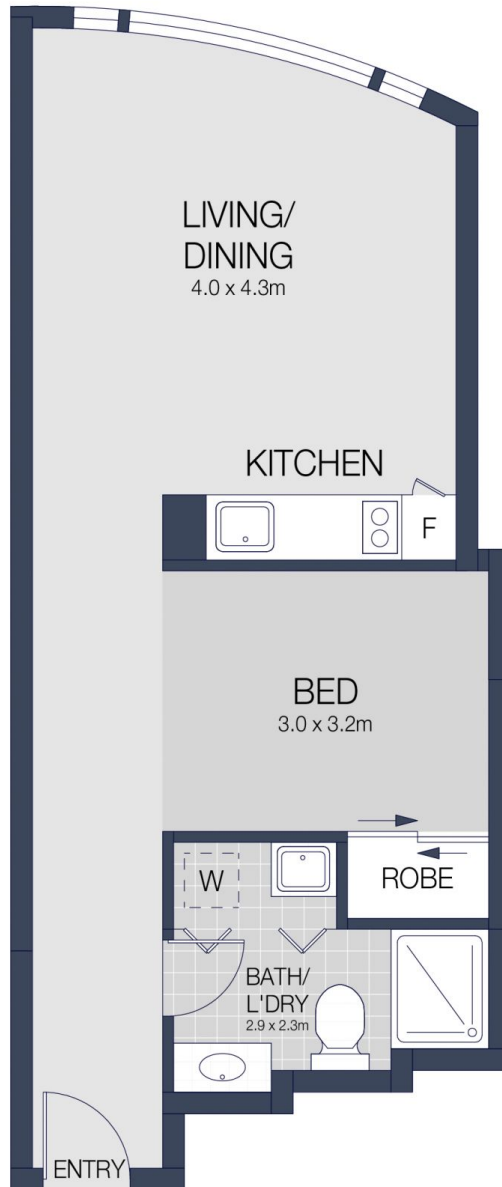 LIVING/
DINING
4.0 x 4.3m
KITCHEN
F
BED
3.0 x 3.2m
W
ROBE
BATH/
L'DRY
2.9 x 2.3m
ENTRY